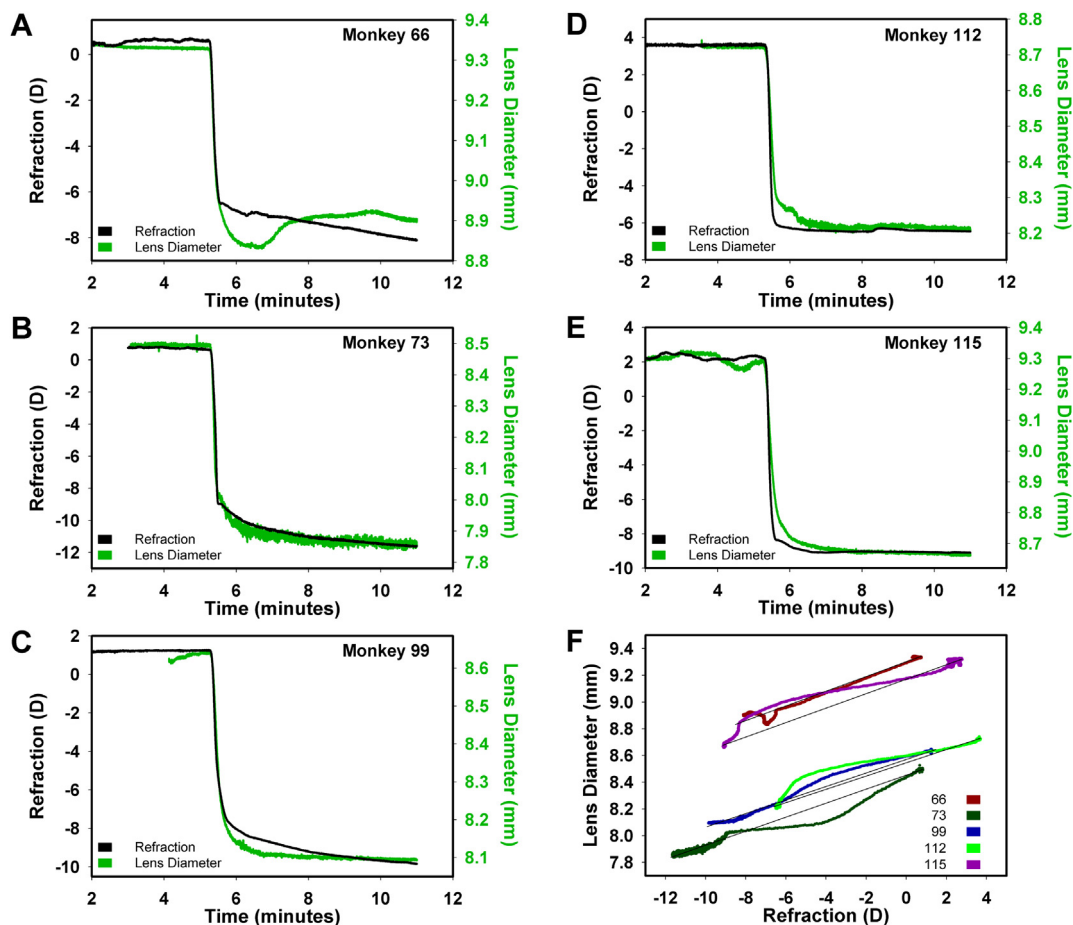 A
Monkey 66
Refraction (D)
0
-2
-4
-6
-8
9.4
9.3
9.2
9.1
9.0
8.9
8.8
Lens Diameter (mm)
Refraction
Lens Diameter
2 4 6 8 10 12
Time (minutes)
B
Monkey 73
Refraction (D)
2
0
-2
-4
-6
-8
-10
-12
8.5
8.4
8.3
8.2
8.1
8.0
7.9
7.8
Lens Diameter (mm)
Refraction
Lens Diameter
2 4 6 8 10 12
Time (minutes)
C
Monkey 99
Refraction (D)
2
0
-2
-4
-6
-8
-10
8.6
8.5
8.4
8.3
8.2
8.1
Lens Diameter (mm)
Refraction
Lens Diameter
2 4 6 8 10 12
Time (minutes)
D
Monkey 112
Refraction (D)
4
2
0
-2
-4
-6
-8
8.8
8.7
8.6
8.5
8.4
8.3
8.2
Lens Diameter (mm)
Refraction
Lens Diameter
2 4 6 8 10 12
Time (minutes)
E
Monkey 115
Refraction (D)
4
2
0
-2
-4
-6
-8
-10
9.4
9.3
9.2
9.1
9.0
8.9
8.8
8.7
Lens Diameter (mm)
Refraction
Lens Diameter
2 4 6 8 10 12
Time (minutes)
F
Lens Diameter (mm)
9.4
9.2
9.0
8.8
8.6
8.4
8.2
8.0
7.8
66
73
99
112
115
-12 -10 -8 -6 -4 -2 0 2 4
Refraction (D)